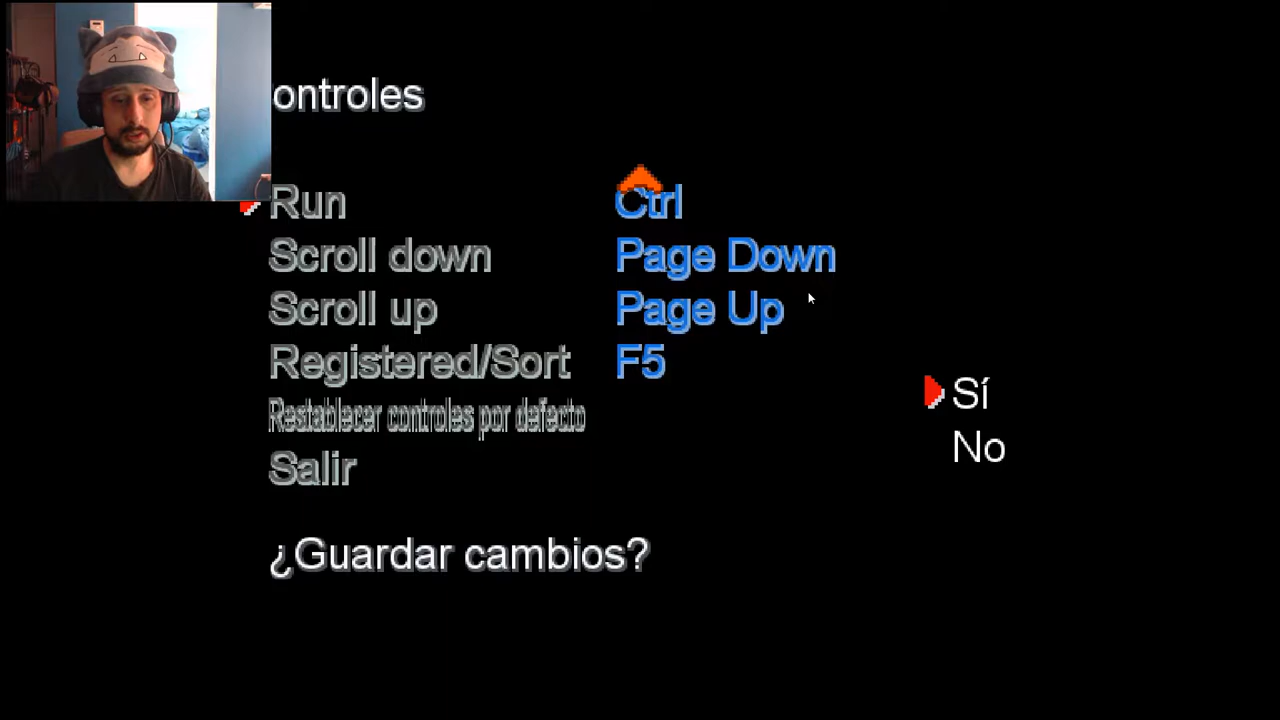 ontroles
Run Ctrl
Scroll down Page Down
Scroll up Page Up
Registered/Sort F5
Restablecer controles por defecto
Salir
Sí
No
¿Guardar cambios?